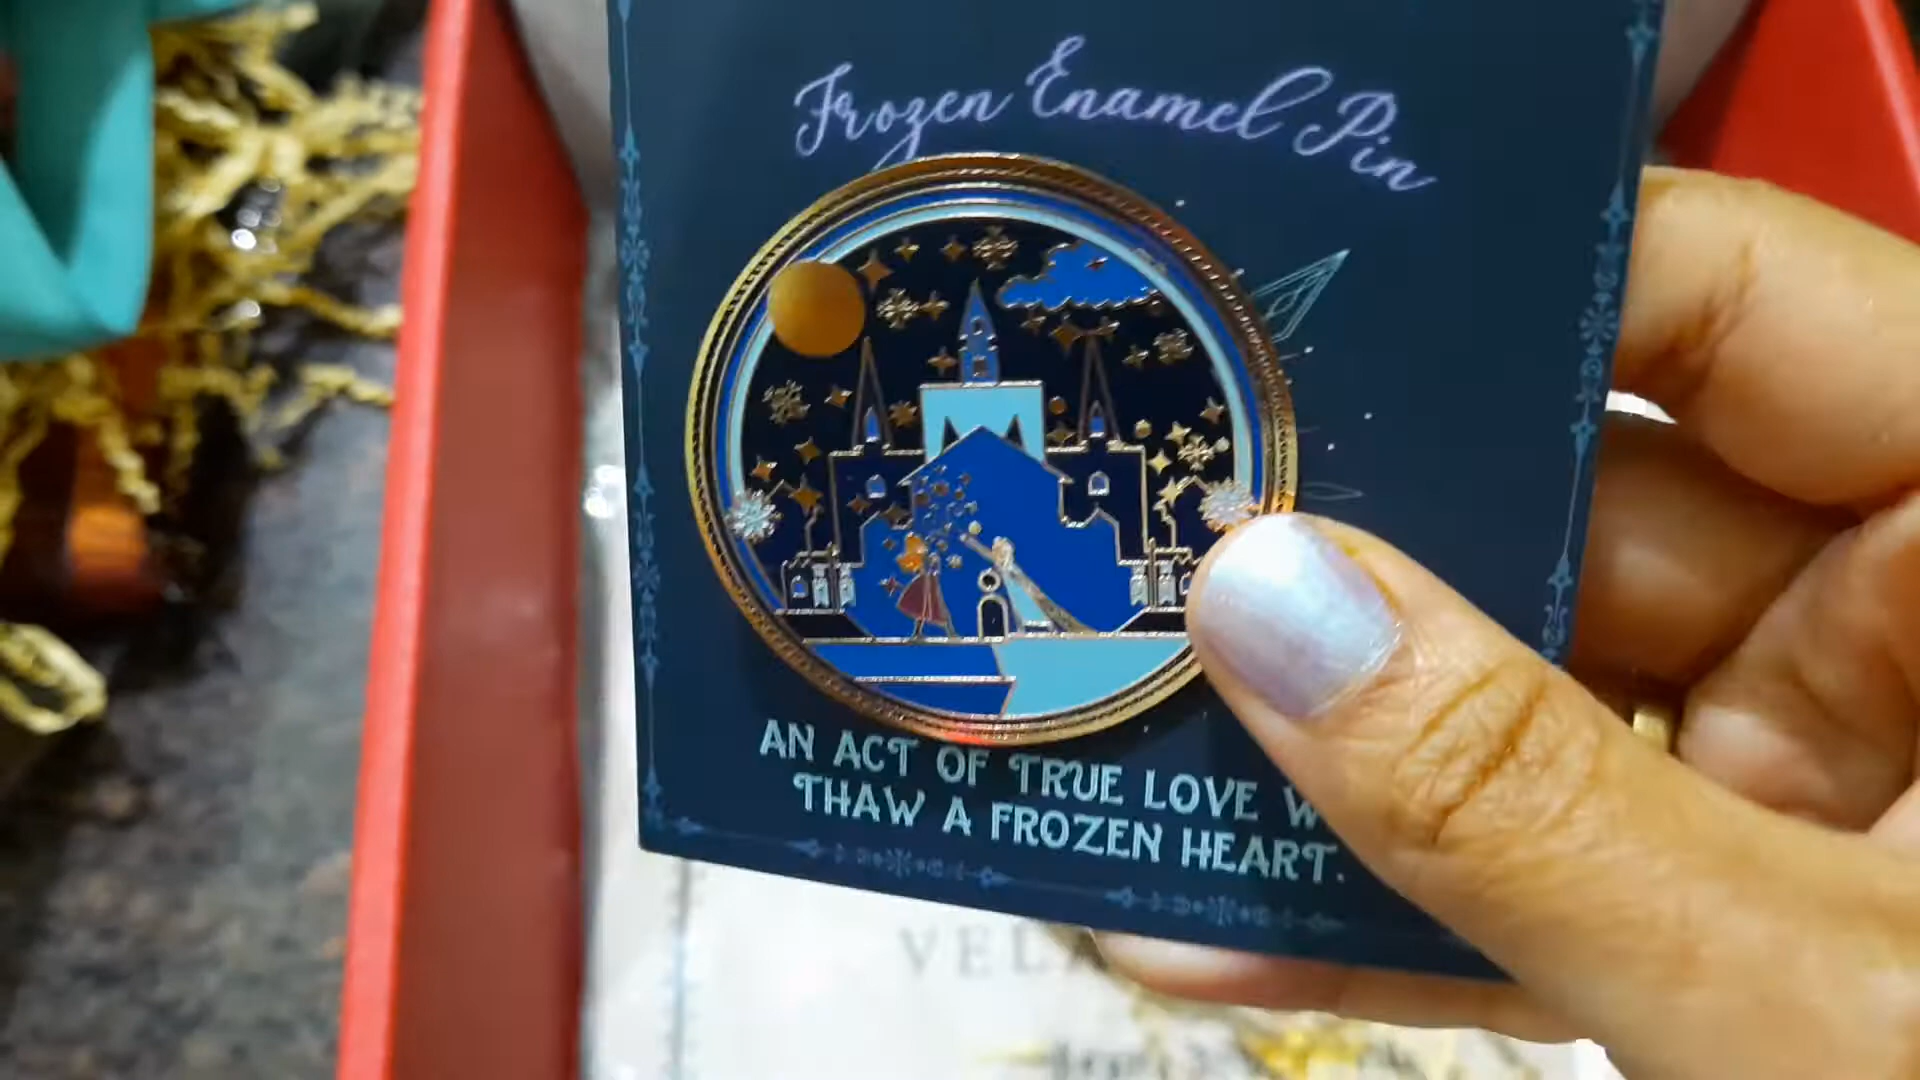 Frozen Enamel Pin
AN ACT OF TRUE LOVE
THAW A FROZEN HEART.